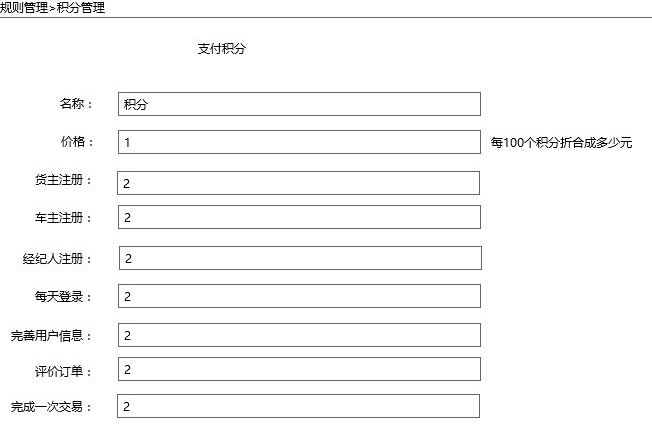 规则管理>积分管理
支付积分
名称： 积分
价格： 1 每100个积分折合成多少元
货主注册： 2
车主注册： 2
经纪人注册： 2
每天登录： 2
完善用户信息： 2
评价订单： 2
完成一次交易： 2